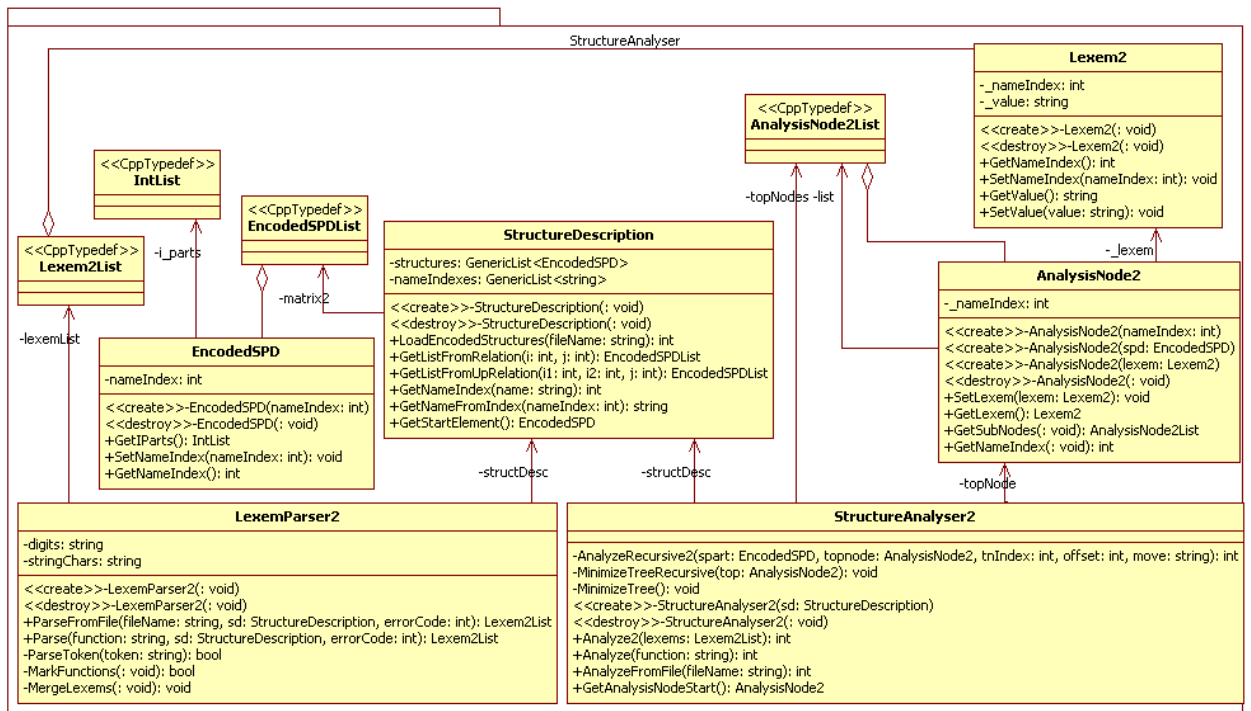 StructureAnalyser
Lexem2
-_nameIndex: int
-_value: string
<<create>>-Lexem2(: void)
<<destroy>>-Lexem2(: void)
+GetNameIndex(): int
+SetNameIndex(nameIndex: int): void
+GetValue(): string
+SetValue(value: string): void
<<CppTypedef>>
AnalysisNode2List
<<CppTypedef>>
IntList
<<CppTypedef>>
EncodedSPDList
<<CppTypedef>>
Lexem2List
-topNodes -list
-i_parts
-_lexem
-matrix2
-lexemList
StructureDescription
-structures: GenericList<EncodedSPD>
-nameIndexes: GenericList<string>
<<create>>-StructureDescription(: void)
<<destroy>>-StructureDescription(: void)
+LoadEncodedStructures(fileName: string): int
+GetListFromRelation(i: int, j: int): EncodedSPDList
+GetListFromUpRelation(i1: int, i2: int, j: int): EncodedSPDList
+GetNameIndex(name: string): int
+GetNameFromIndex(nameIndex: int): string
+GetStartElement(): EncodedSPD
AnalysisNode2
-_nameIndex: int
<<create>>-AnalysisNode2(nameIndex: int)
<<create>>-AnalysisNode2(spd: EncodedSPD)
<<create>>-AnalysisNode2(lexem: Lexem2)
<<destroy>>-AnalysisNode2(: void)
+SetLexem(lexem: Lexem2): void
+GetLexem(): Lexem2
+GetSubNodes(: void): AnalysisNode2List
+GetNameIndex(: void): int
EncodedSPD
-nameIndex: int
<<create>>-EncodedSPD(nameIndex: int)
<<destroy>>-EncodedSPD(: void)
+GetIParts(): IntList
+SetNameIndex(nameIndex: int): void
+GetNameIndex(): int
-structDesc
-structDesc
-topNode
LexemParser2
-digits: string
-stringChars: string
<<create>>-LexemParser2(: void)
<<destroy>>-LexemParser2(: void)
+ParseFromFile(fileName: string, sd: StructureDescription, errorCode: int): Lexem2List
+Parse(function: string, sd: StructureDescription, errorCode: int): Lexem2List
-ParseToken(token: string): bool
-MarkFunctions(: void): bool
-MergeLexems(: void): void
StructureAnalyser2
-AnalyzeRecursive2(spart: EncodedSPD, topnode: AnalysisNode2, tnIndex: int, offset: int, move: string): int
-MinimizeTreeRecursive(top: AnalysisNode2): void
-MinimizeTree(): void
<<create>>-StructureAnalyser2(sd: StructureDescription)
<<destroy>>-StructureAnalyser2(: void)
+Analyze2(lexems: Lexem2List): int
+Analyze(function: string): int
+AnalyzeFromFile(fileName: string): int
+GetAnalysisNodeStart(): AnalysisNode2